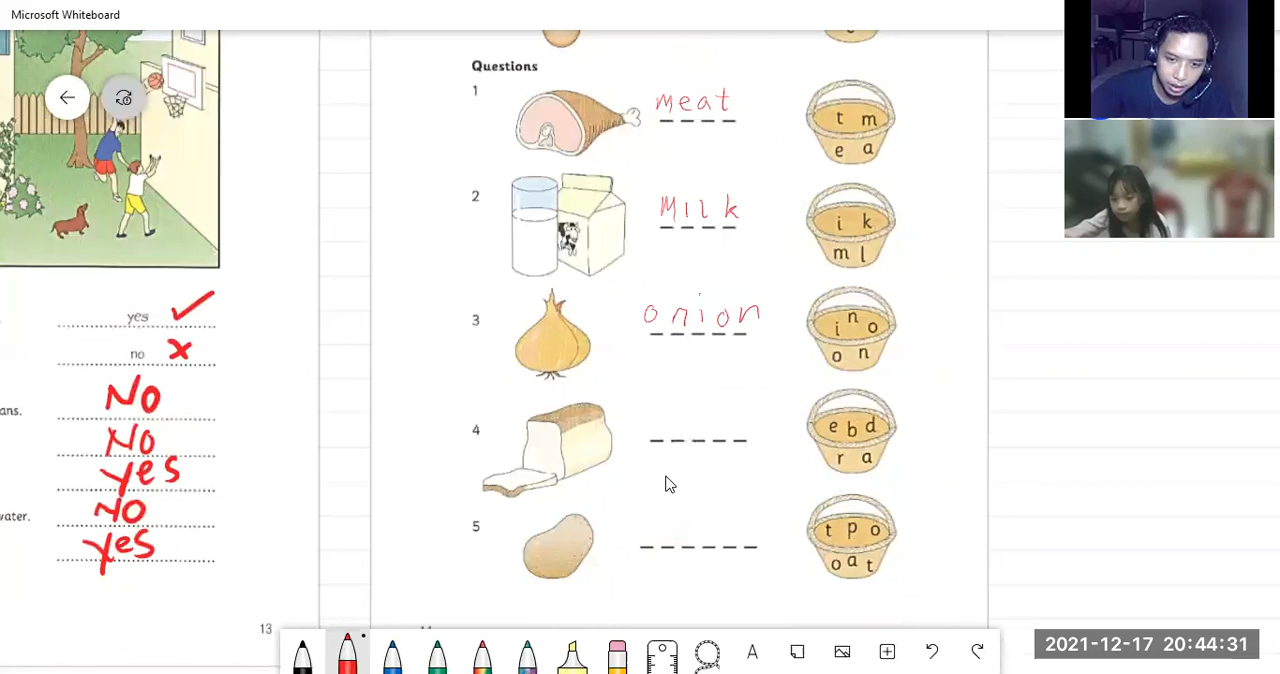 Microsoft Whiteboard
Questions
1
meat
t m
e a
2
MILK
i k
m l
3
onion
n
i o
o n
4
e b d
r a
5
t p o
o a t
yes ✓
no ✗
ans.
No
No
yes
water.
No
yes
13
A
2021-12-17 20:44:31